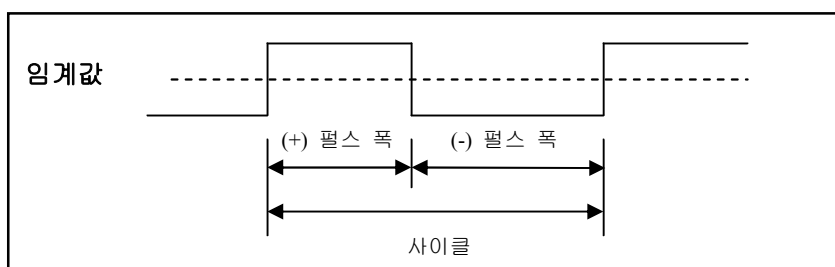 임계값
(+) 펄스 폭 (-) 펄스 폭
사이클